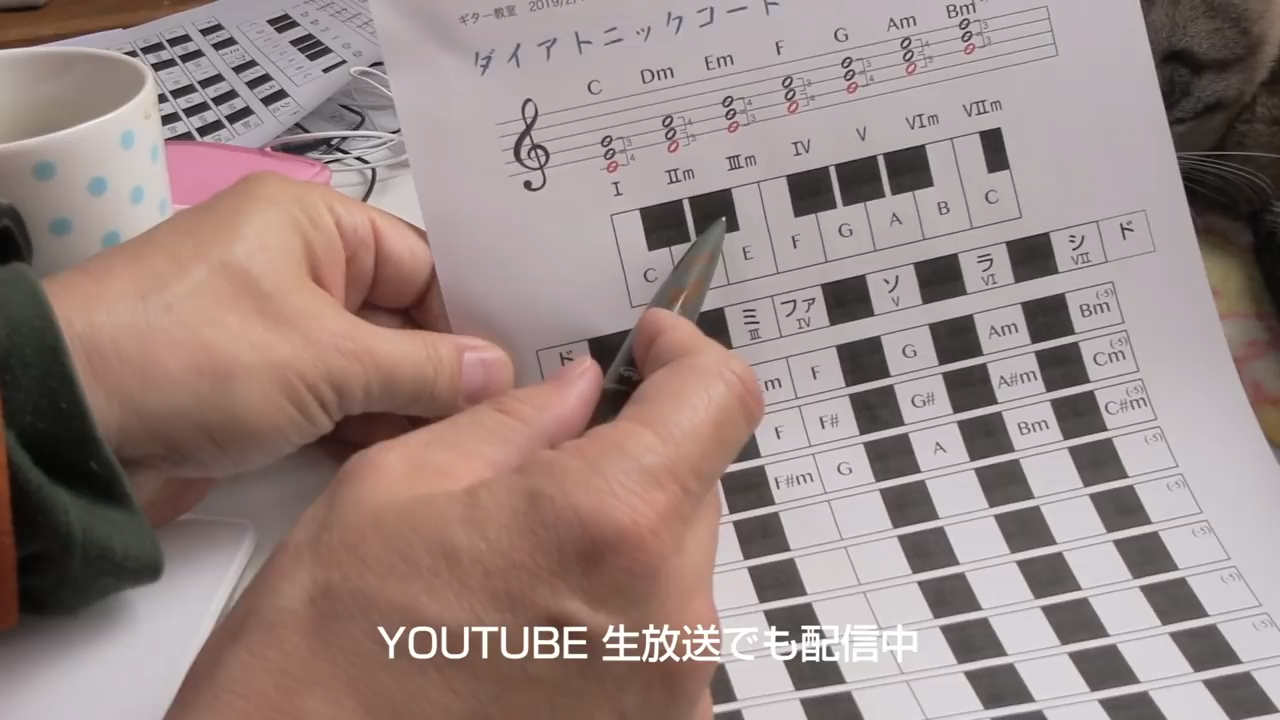 ギター教室 2019/2/
ダイアトニックコード
C Dm Em F G Am Bm
I IIm IIIm IV V VIm VIIm
C E F G A B C
ド ミ ファ ソ ラ シ ド
III IV V VI VII
Em F G Am Bm (-5)
F F# G# A#m Cm (-5)
F#m G A Bm C#m (-5)
(-5)
(-5)
(-5)
(-5)
(-5)
YOUTUBE 生放送でも配信中